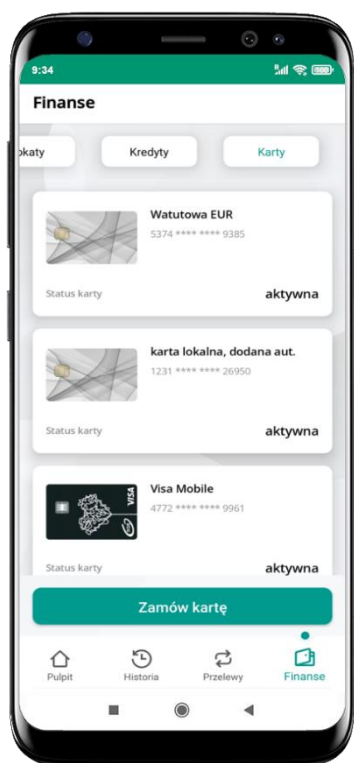 9:34
Finanse
okaty
Kredyty
Karty
Watutowa EUR
5374 **** **** 9385
Status karty
aktywna
karta lokalna, dodana aut.
1231 **** **** 26950
Status karty
aktywna
VISA
Visa Mobile
4772 **** **** 9961
Status karty
aktywna
Zamów kartę
Pulpit
Historia
Przelewy
Finanse